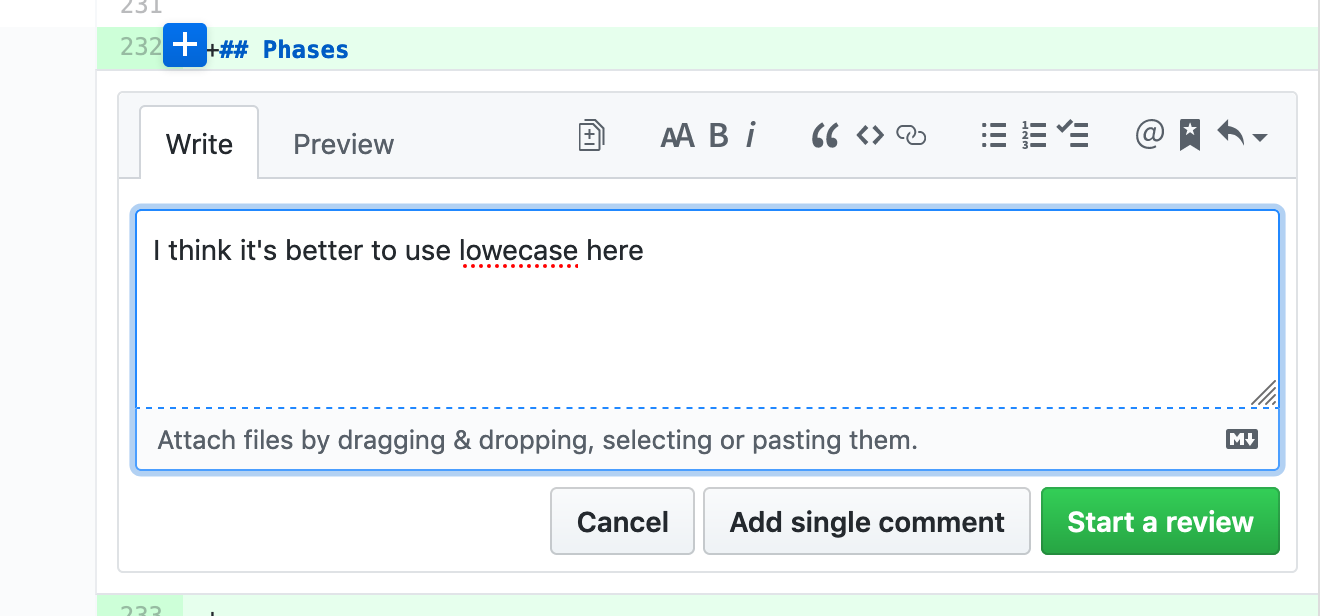 231
232 +## Phases
Write Preview
I think it's better to use lowecase here
Attach files by dragging & dropping, selecting or pasting them.
Cancel Add single comment Start a review
233 +